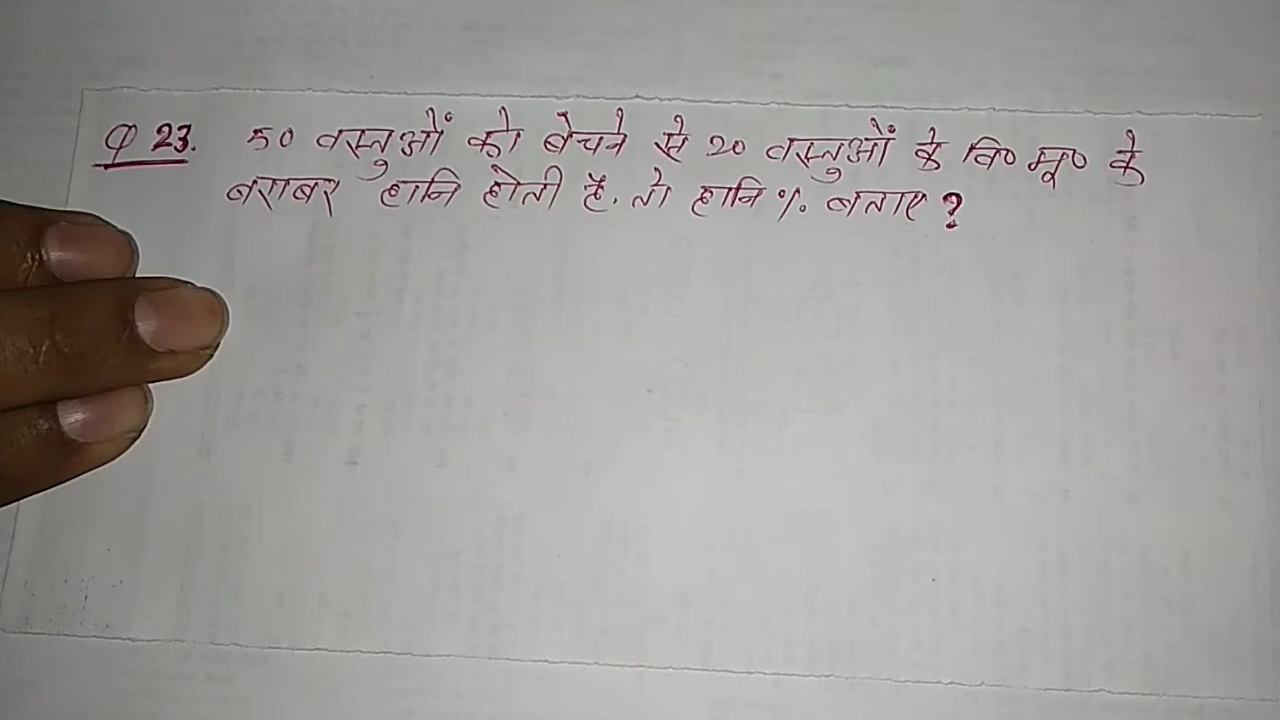 Q 23. 50 वस्तुओं को बेचने से 20 वस्तुओं के वि० मू० के
बराबर हानि होती है. तो हानि % बताए ?